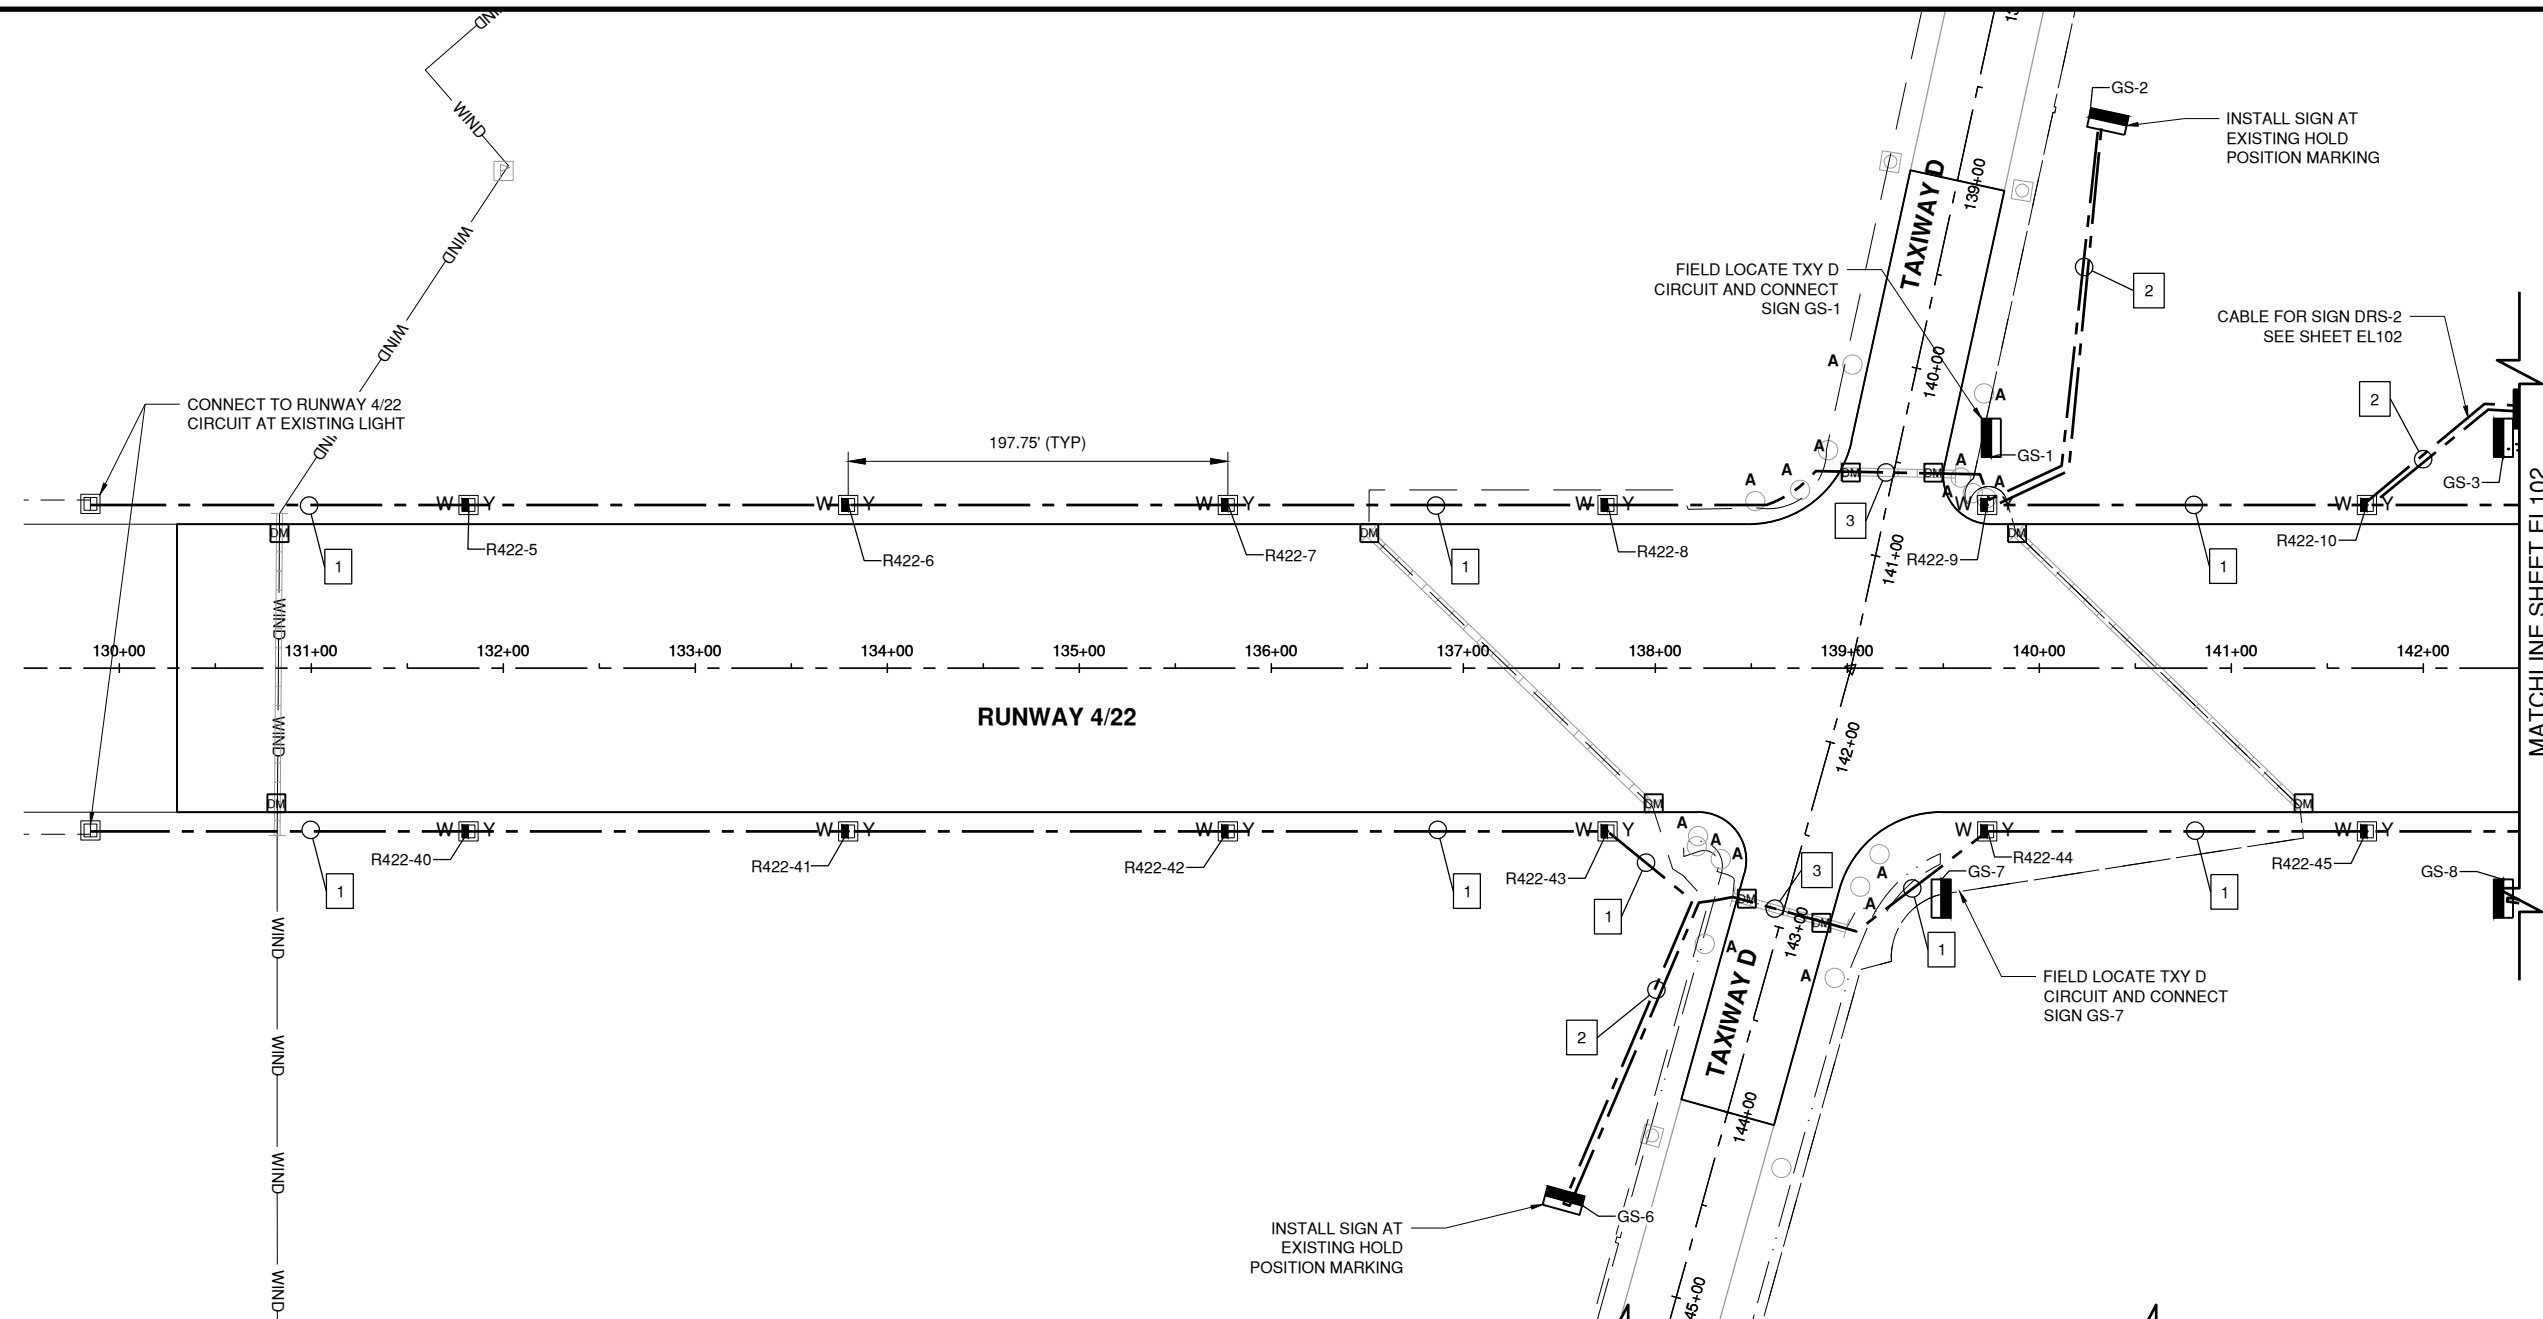 WIND
WIND
WIND
WIND
WIND
WIND
WIND
WIND
WIND
WIND
WIND
CONNECT TO RUNWAY 4/22
CIRCUIT AT EXISTING LIGHT
197.75' (TYP)
TAXIWAY D
139+00
140+00
141+00
142+00
143+00
144+00
45+00
GS-2
INSTALL SIGN AT
EXISTING HOLD
POSITION MARKING
2
FIELD LOCATE TXY D
CIRCUIT AND CONNECT
SIGN GS-1
CABLE FOR SIGN DRS-2
SEE SHEET EL102
2
GS-1
GS-3
A
A
A
A
A
A
A
A
W
Y
W
Y
W
Y
W
Y
W
Y
W
Y
DM
DM
DM
DM
DM
R422-5
R422-6
R422-7
R422-8
R422-9
R422-10
1
1
3
1
130+00
131+00
132+00
133+00
134+00
135+00
136+00
137+00
138+00
139+00
140+00
141+00
142+00
RUNWAY 4/22
MATCHLINE SHEET EL102
DM
DM
DM
W
Y
W
Y
W
Y
W
Y
W
Y
W
Y
R422-40
R422-41
R422-42
R422-43
R422-44
R422-45
A
A
A
A
A
A
DM
DM
3
1
1
1
1
1
GS-7
GS-8
TAXIWAY D
2
FIELD LOCATE TXY D
CIRCUIT AND CONNECT
SIGN GS-7
GS-6
INSTALL SIGN AT
EXISTING HOLD
POSITION MARKING